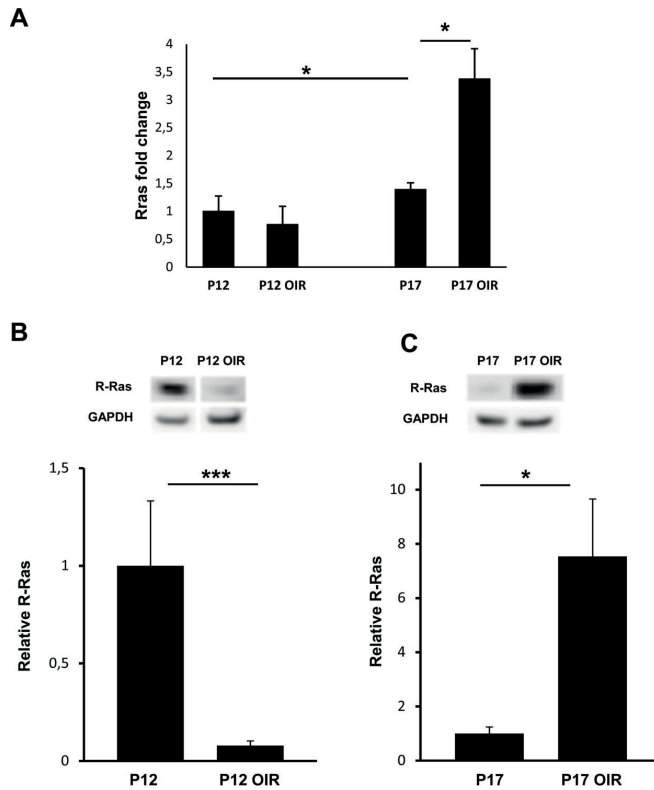 A
*
*
4
3,5
3
2,5
2
1,5
1
0,5
0
Rras fold change
P12 P12 OIR P17 P17 OIR
B
P12 P12 OIR
R-Ras
GAPDH
1,5
1
0,5
0
***
Relative R-Ras
P12 P12 OIR
C
P17 P17 OIR
R-Ras
GAPDH
10
8
6
4
2
0
*
Relative R-Ras
P17 P17 OIR